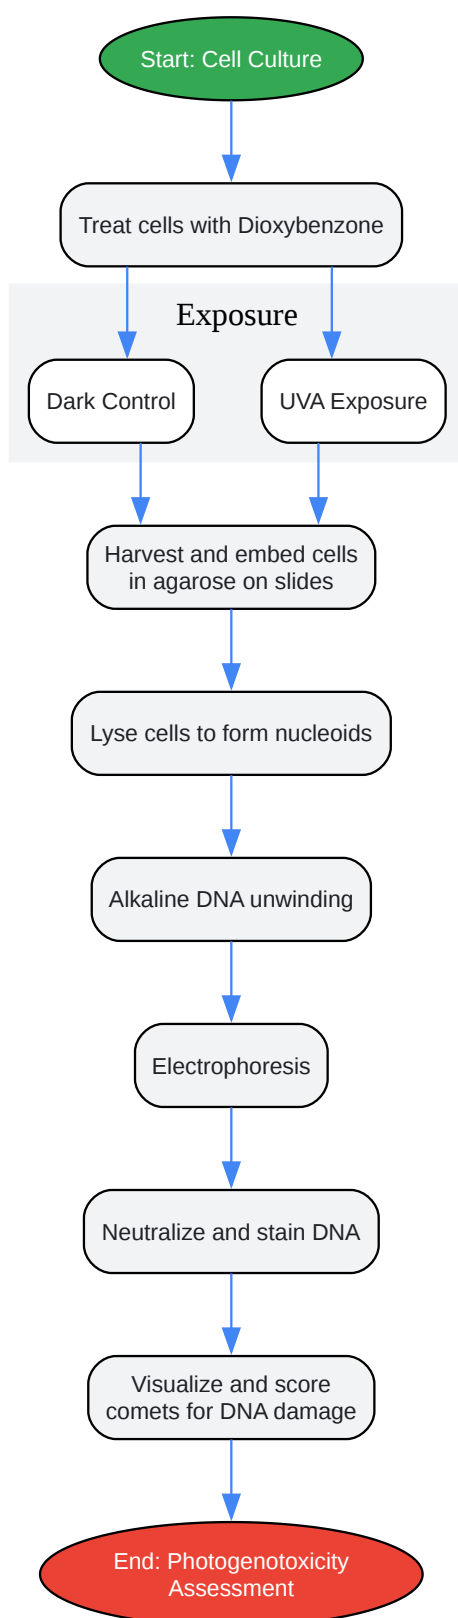 Start: Cell Culture
Treat cells with Dioxybenzone
Exposure
Dark Control
UVA Exposure
Harvest and embed cells
in agarose on slides
Lyse cells to form nucleoids
Alkaline DNA unwinding
Electrophoresis
Neutralize and stain DNA
Visualize and score
comets for DNA damage
End: Photogenotoxicity
Assessment